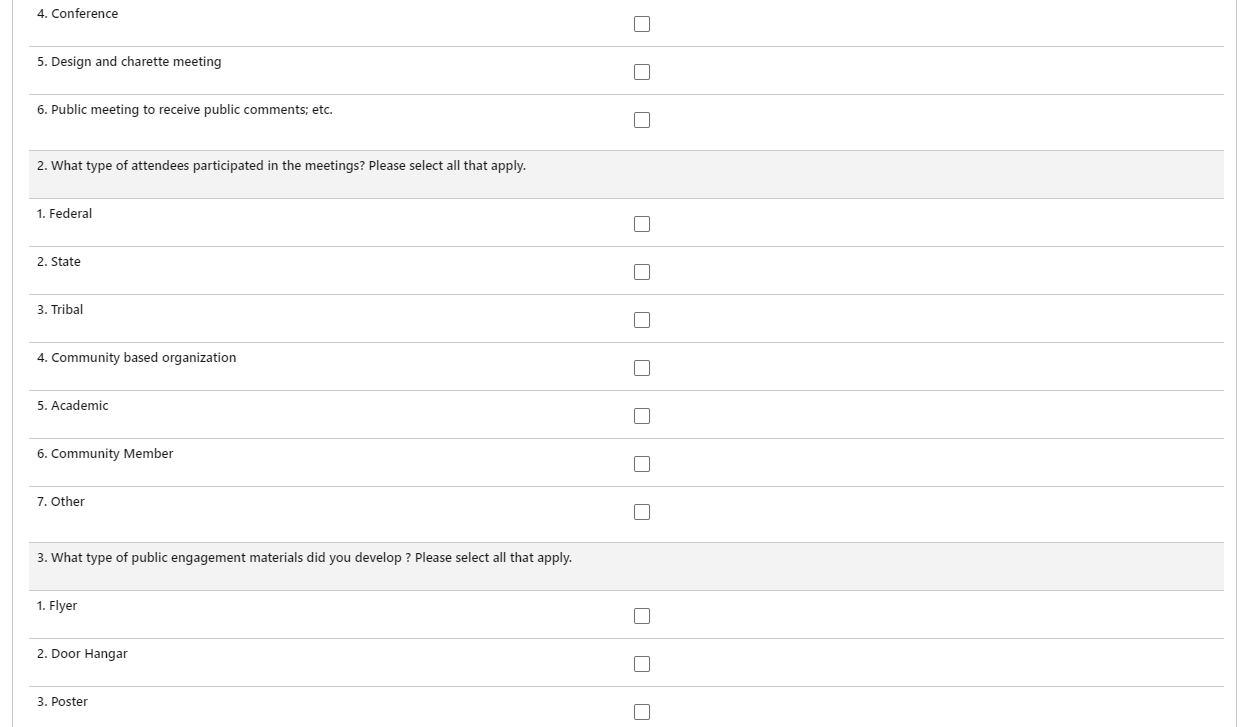 4. Conference
5. Design and charette meeting
6. Public meeting to receive public comments; etc.
2. What type of attendees participated in the meetings? Please select all that apply.
1. Federal
2. State
3. Tribal
4. Community based organization
5. Academic
6. Community Member
7. Other
3. What type of public engagement materials did you develop ? Please select all that apply.
1. Flyer
2. Door Hangar
3. Poster